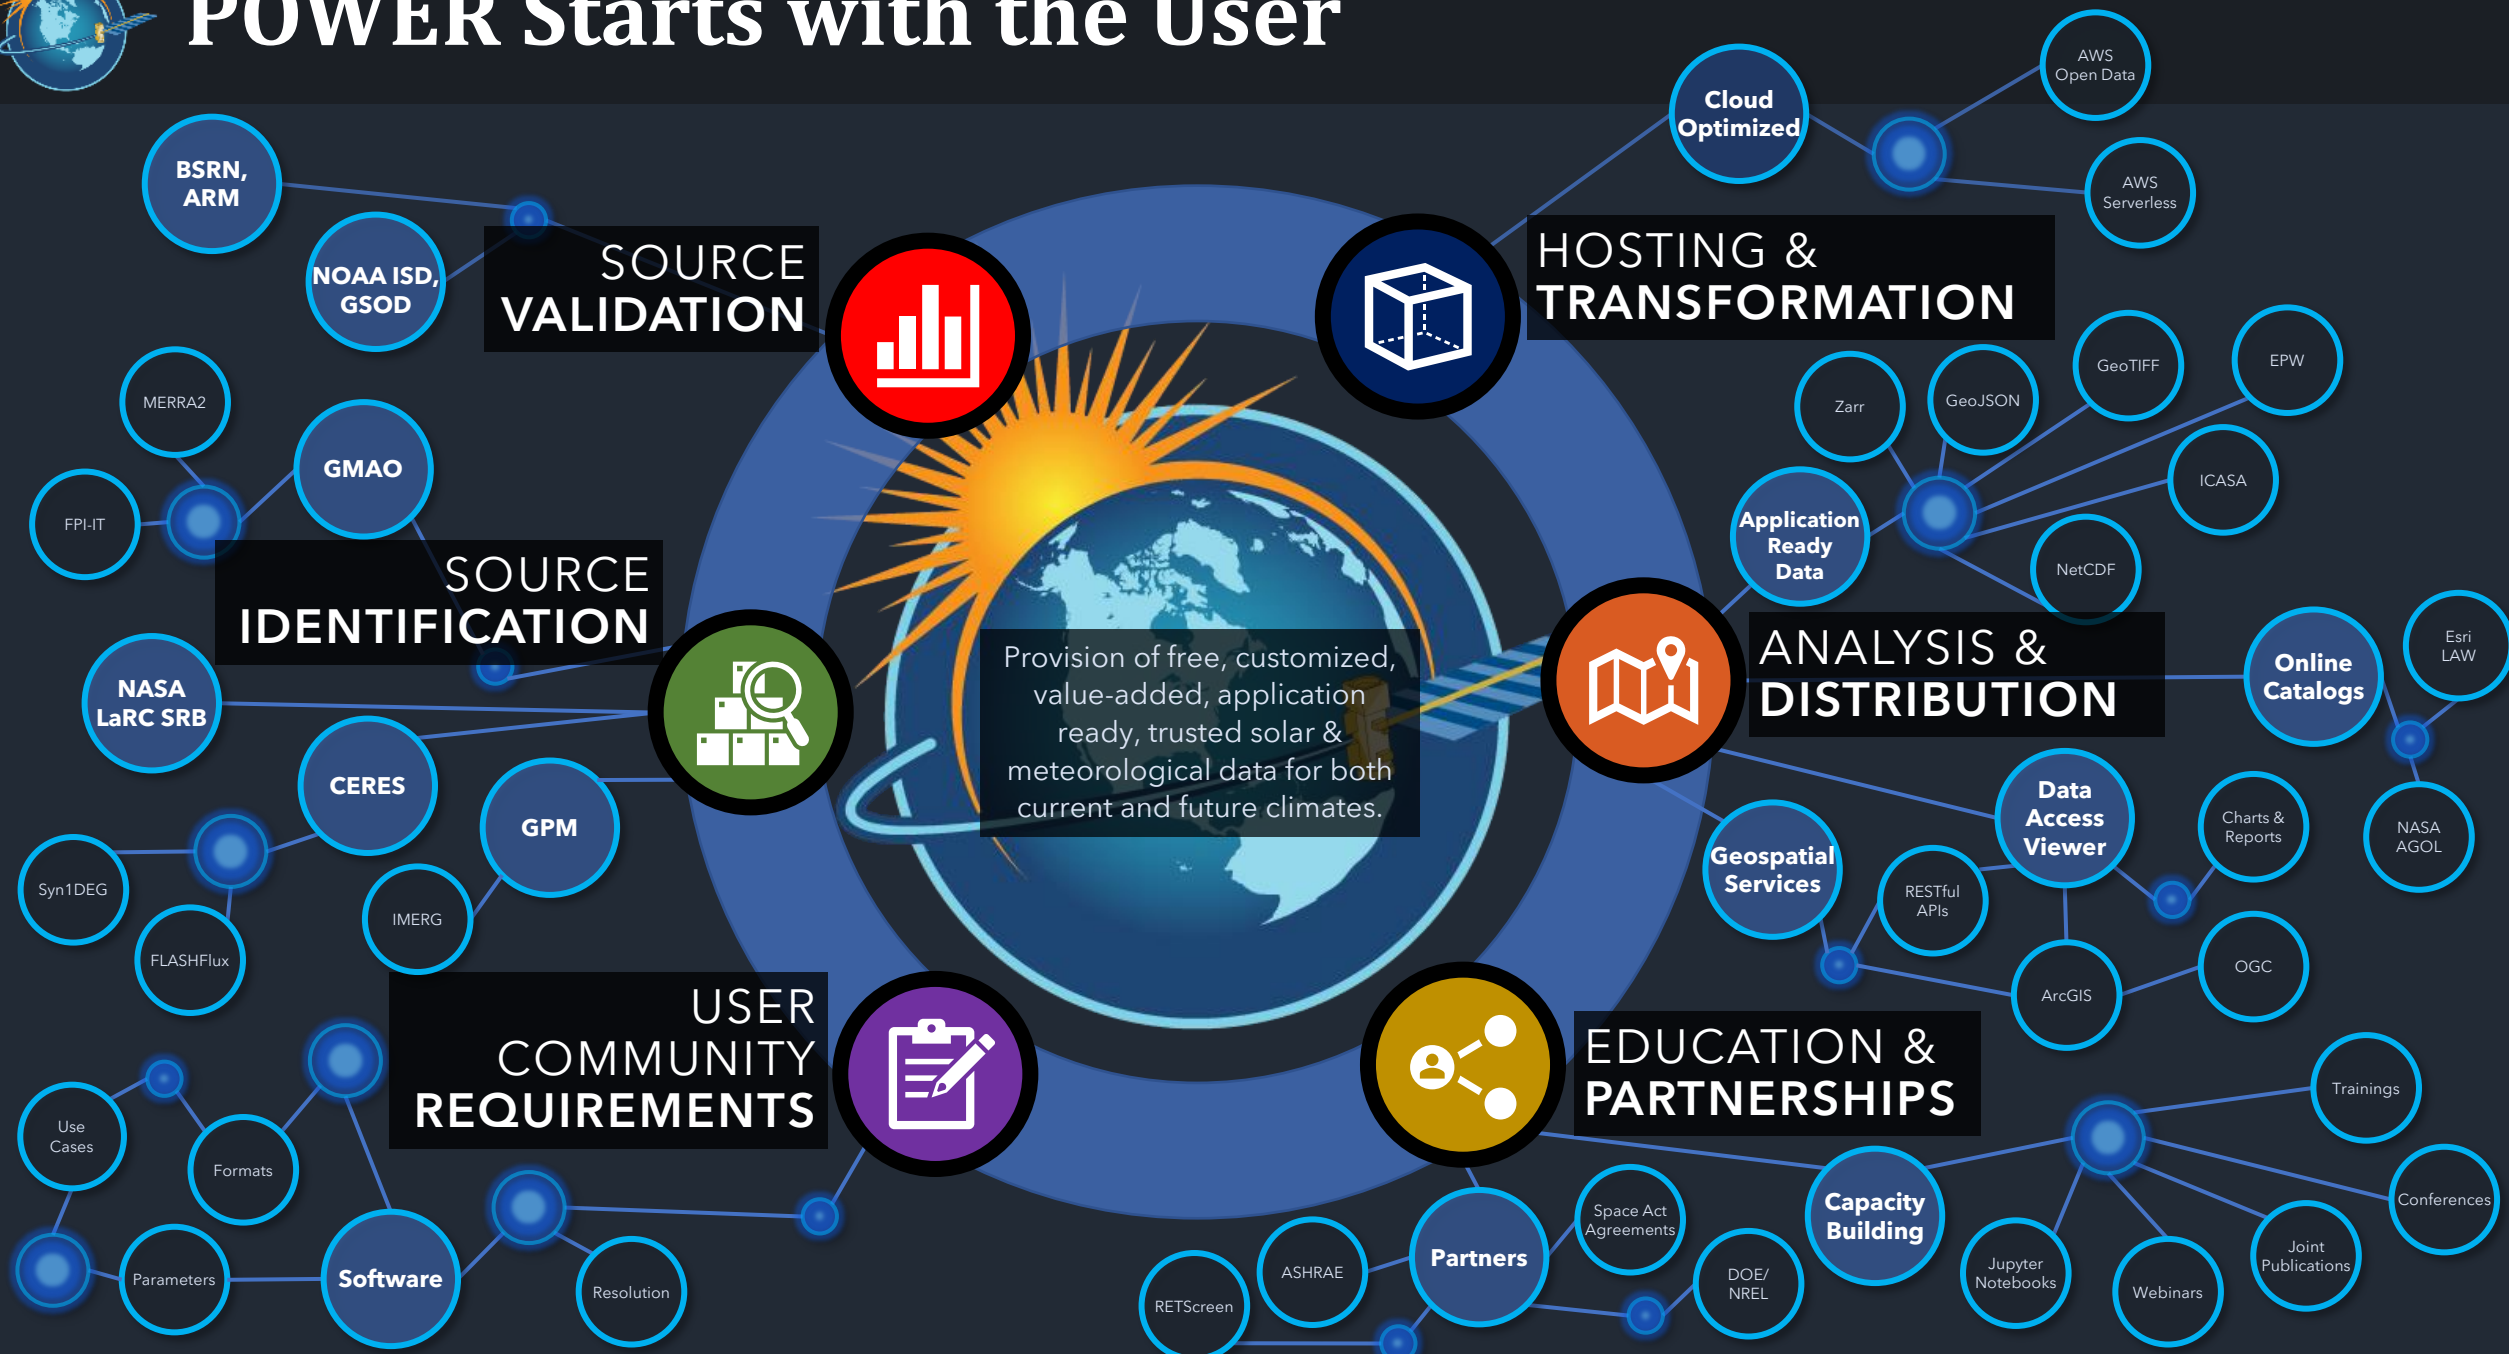 POWER Starts with the User
BSRN,
ARM
NOAA ISD,
GSOD
SOURCE
VALIDATION
MERRA2
GMAO
FPI-IT
SOURCE
IDENTIFICATION
NASA
LaRC SRB
CERES
GPM
Syn1DEG
IMERG
FLASHFlux
USER
COMMUNITY
REQUIREMENTS
Use
Cases
Formats
Parameters
Software
Resolution
Provision of free, customized,
value-added, application
ready, trusted solar &
meteorological data for both
current and future climates.
Cloud
Optimized
AWS
Open Data
AWS
Serverless
HOSTING &
TRANSFORMATION
Zarr
GeoJSON
GeoTIFF
EPW
ICASA
NetCDF
Application
Ready
Data
ANALYSIS &
DISTRIBUTION
Online
Catalogs
Esri
LAW
NASA
AGOL
Data
Access
Viewer
Charts &
Reports
Geospatial
Services
RESTful
APIs
ArcGIS
OGC
EDUCATION &
PARTNERSHIPS
Trainings
Conferences
Capacity
Building
Jupyter
Notebooks
Webinars
Joint
Publications
Partners
Space Act
Agreements
DOE/
NREL
ASHRAE
RETScreen